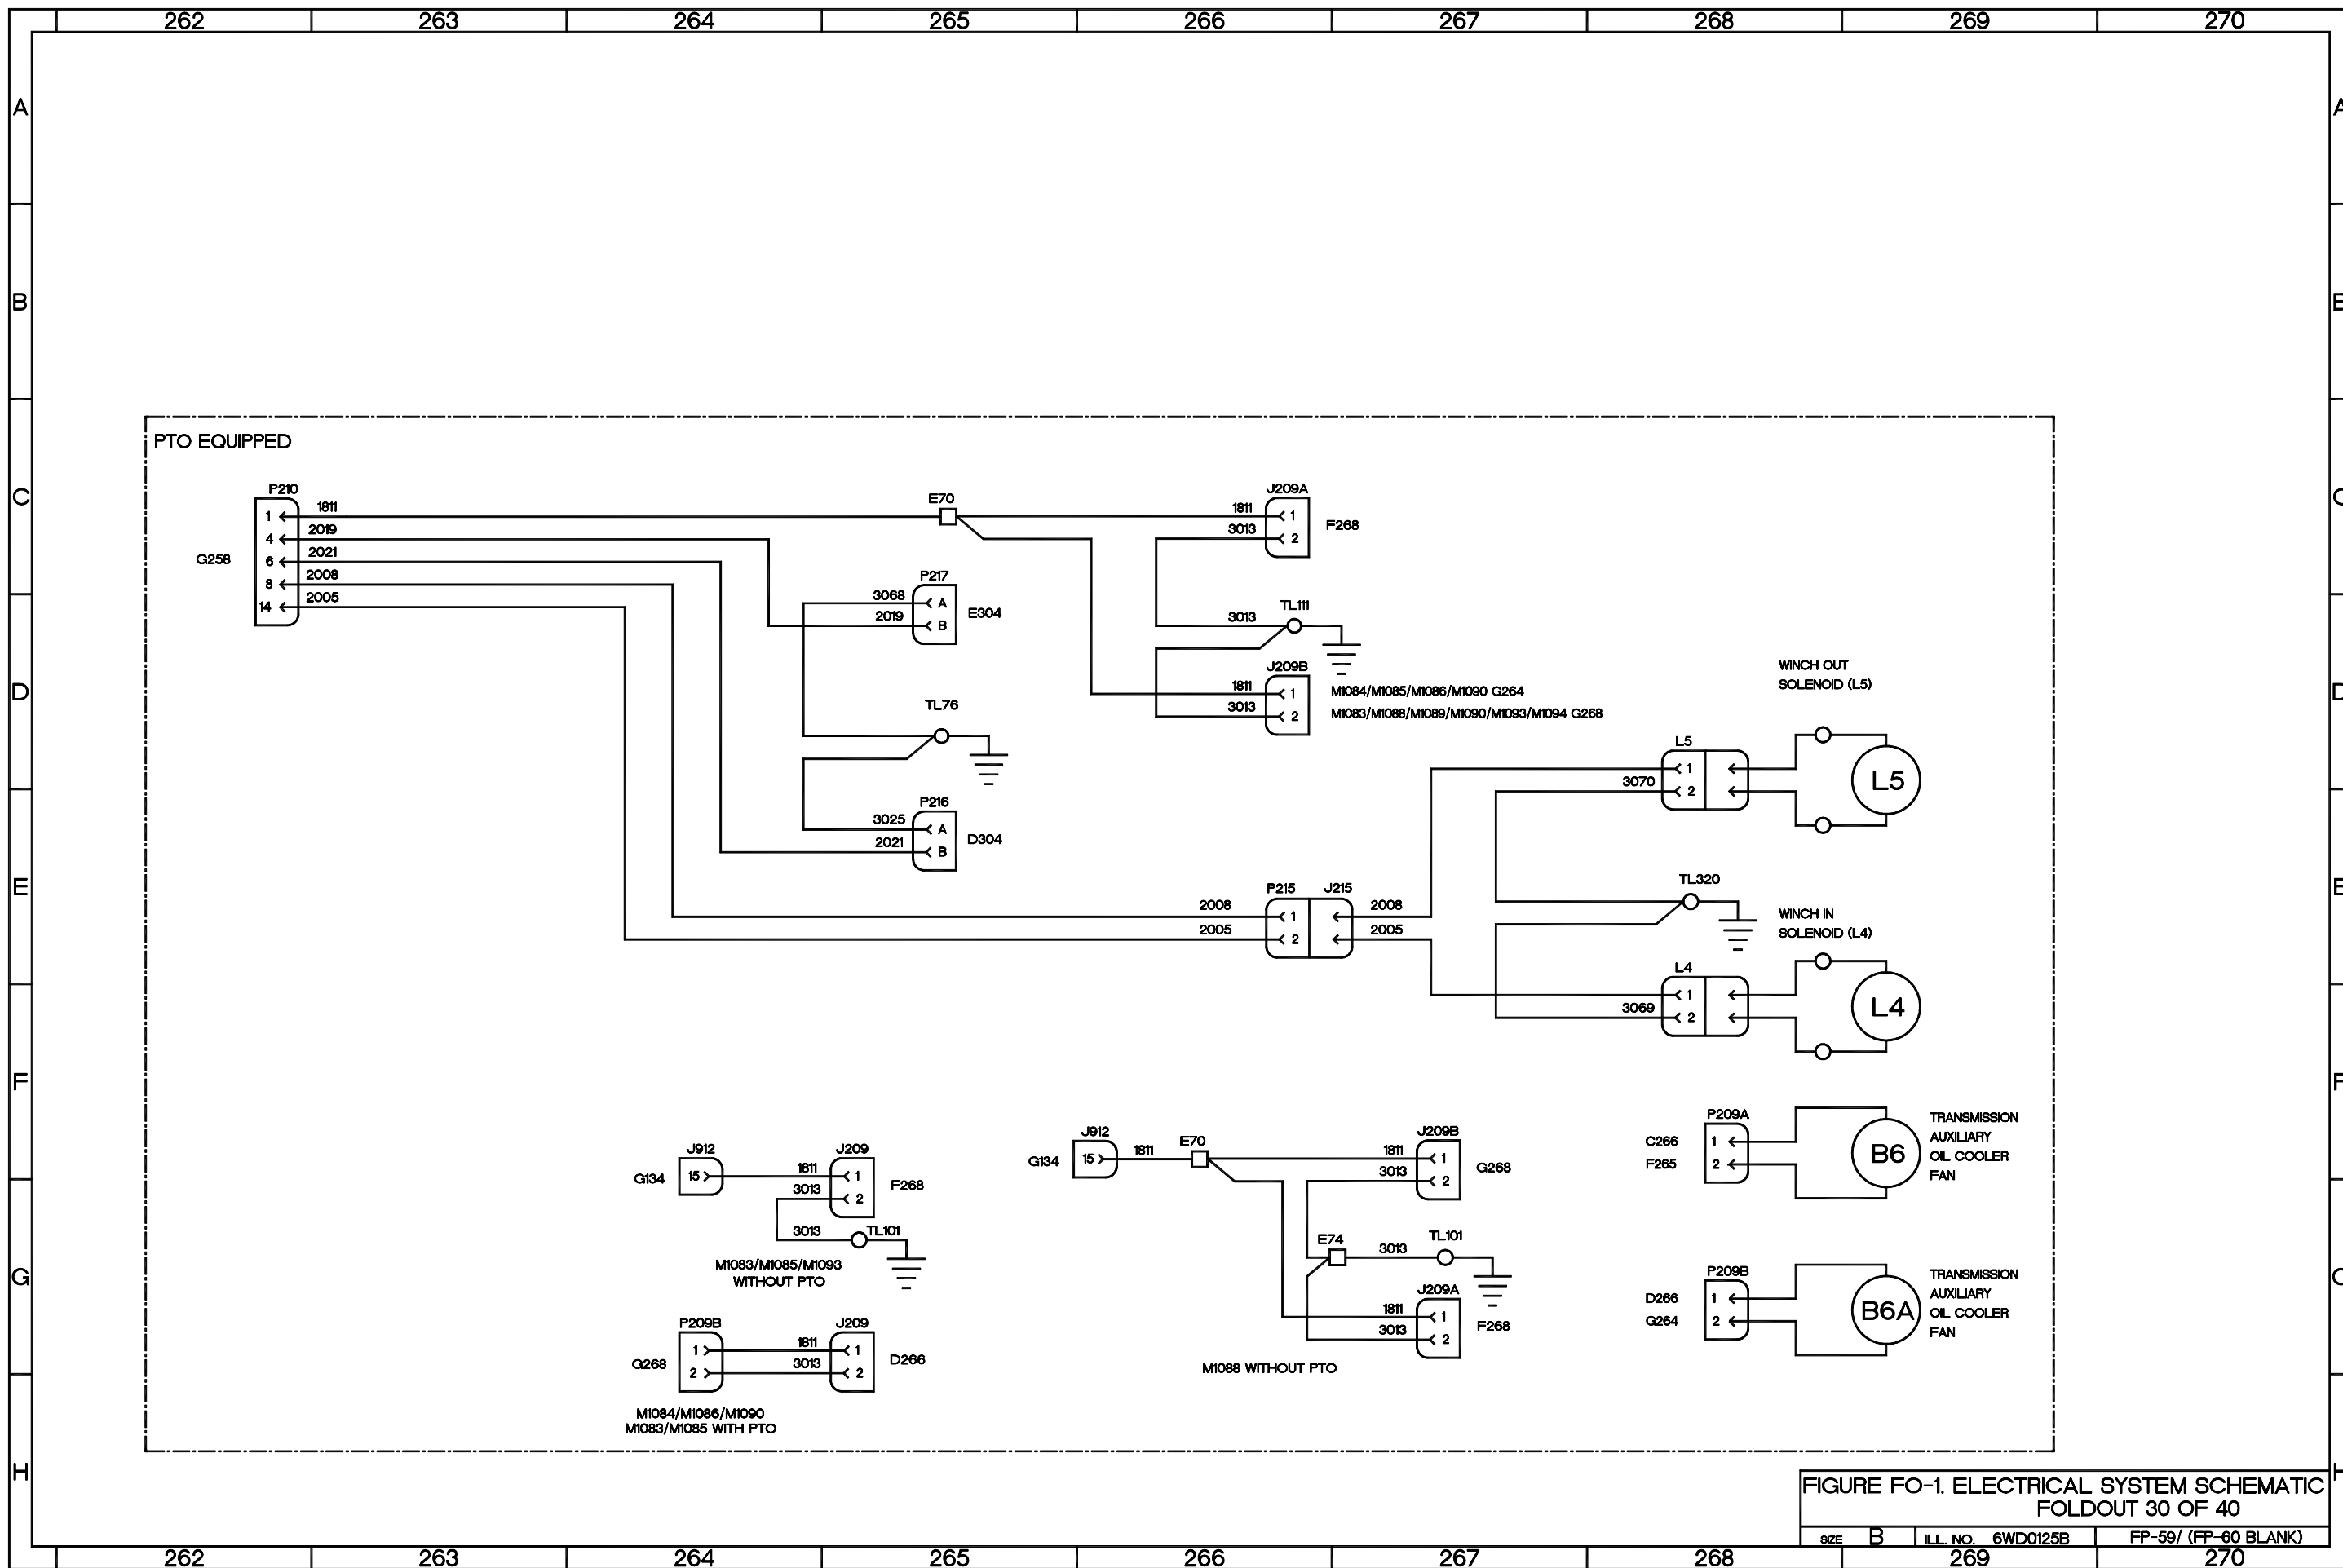 262 263 264 265 266 267 268 269 270
A
A
B
C
D
E
F
G
H
PTO EQUIPPED
P210
G258
1 1811
4 2019
6 2021
8 2008
14 2005
E70
J209A
1811 1
3013 2
F268
P217
3068 A
2019 B
E304
TL111
3013
J209B
1811 1
3013 2
M1084/M1085/M1086/M1090 G264
M1083/M1088/M1089/M1090/M1093/M1094 G268
TL76
P216
3025 A
2021 B
D304
WINCH OUT
SOLENOID (L5)
L5
1
3070 2
L5
P215 J215
2008 1 2008
2005 2 2005
TL320
WINCH IN
SOLENOID (L4)
L4
1
3069 2
L4
J912
G134 15
J209
1811 1
3013 2
F268
3013 TL101
M1083/M1085/M1093
WITHOUT PTO
P209B J209
G268
1 1811 1
2 3013 2
D266
M1084/M1086/M1090
M1083/M1085 WITH PTO
J912
G134 15 1811 E70
J209B
1811 1
3013 2
G268
E74 3013 TL101
J209A
1811 1
3013 2
F268
M1088 WITHOUT PTO
P209A
C266 1
F265 2
B6
TRANSMISSION
AUXILIARY
OIL COOLER
FAN
P209B
D266 1
G264 2
B6A
TRANSMISSION
AUXILIARY
OIL COOLER
FAN
FIGURE FO-1. ELECTRICAL SYSTEM SCHEMATIC
FOLDOUT 30 OF 40
SIZE B ILL. NO. 6WD0125B FP-59/ (FP-60 BLANK)
262 263 264 265 266 267 268 269 270